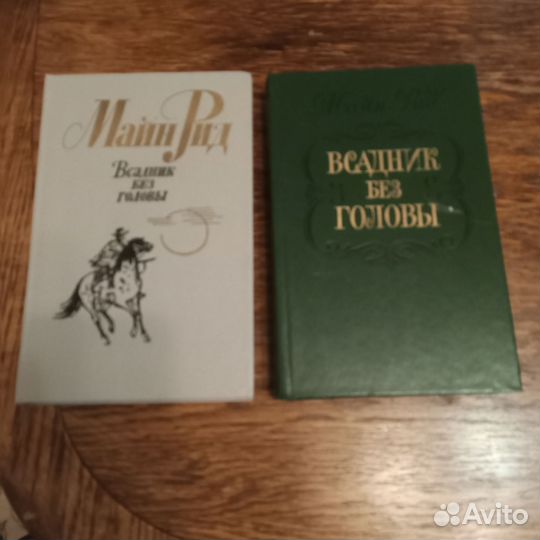 Майн Рид
Всадник
без
головы
Майн Рид
ВСАДНИК
БЕЗ
ГОЛОВЫ
Avito